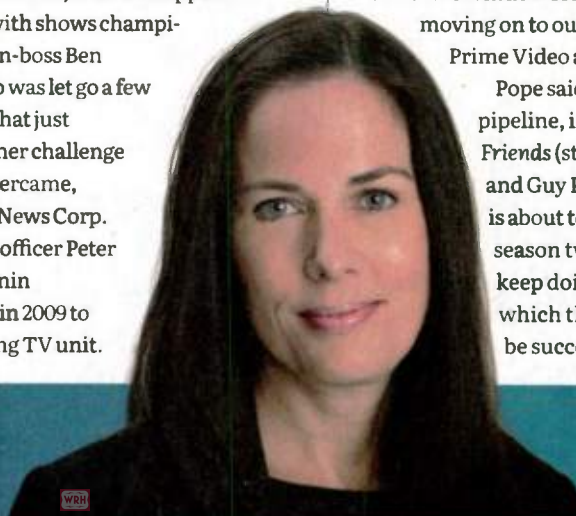 with shows champi-
n-boss Ben
was let go a few
hat just
her challenge
ercame,
News Corp.
officer Peter
nin
in 2009 to
ng TV unit.
moving on to ou
Prime Video a
Pope said
pipeline, i
Friends (st
and Guy P
is about to
season tw
keep doi
which th
be succe
WRH